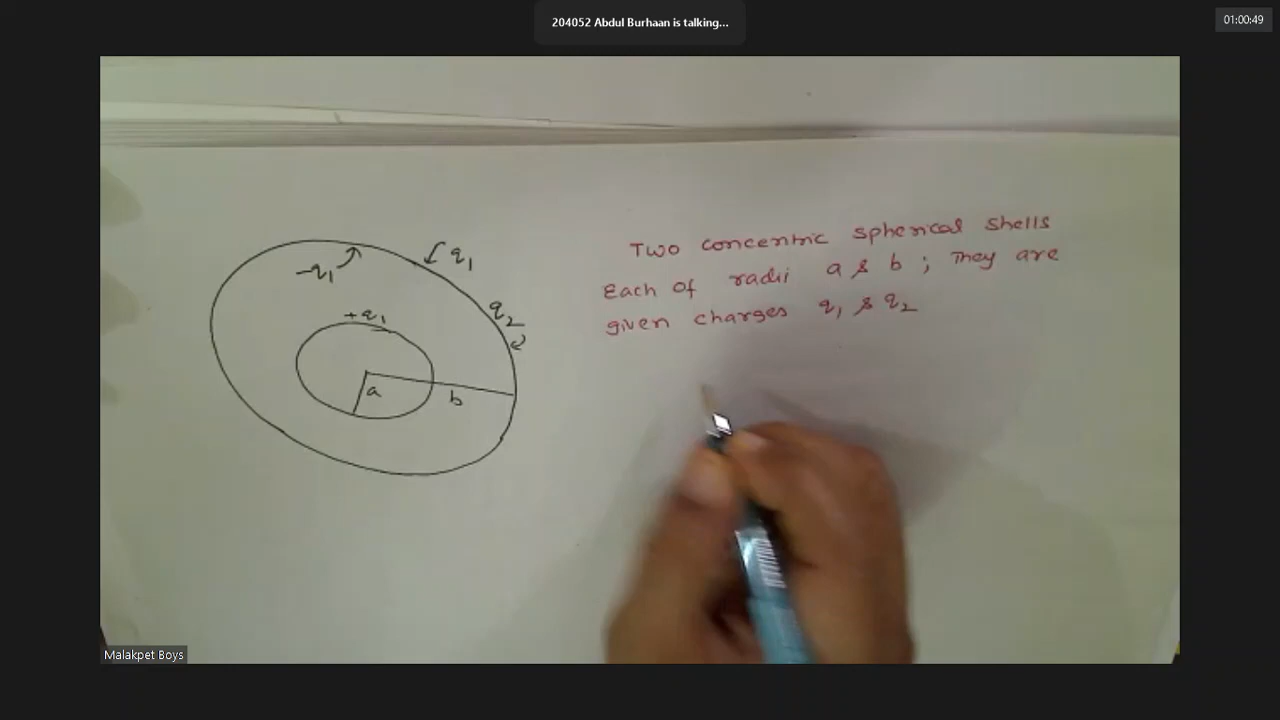 204052 Abdul Burhaan is talking...
01:00:49
Two concentric spherical shells
Each of radii a & b ; They are
given charges q₁ & q₂
-q₁
q₁
q₂
+q₁
a
b
Malakpet Boys